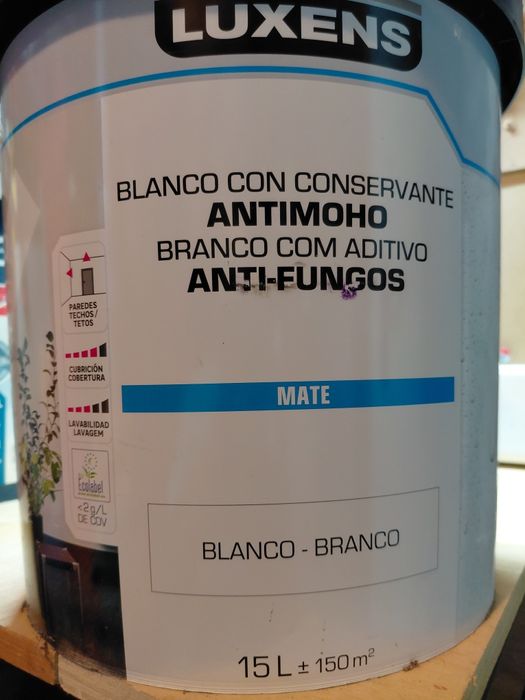 LUXENS
BLANCO CON CONSERVANTE
ANTIMOHO
BRANCO COM ADITIVO
ANTI-FUNGOS
PAREDES
TECHOS/
TETOS
CUBRICIÓN
COBERTURA
LAVABILIDAD
LAVAGEM
Ecolabel
<2 g/L
DE COV
MATE
BLANCO - BRANCO
15 L ± 150 m²